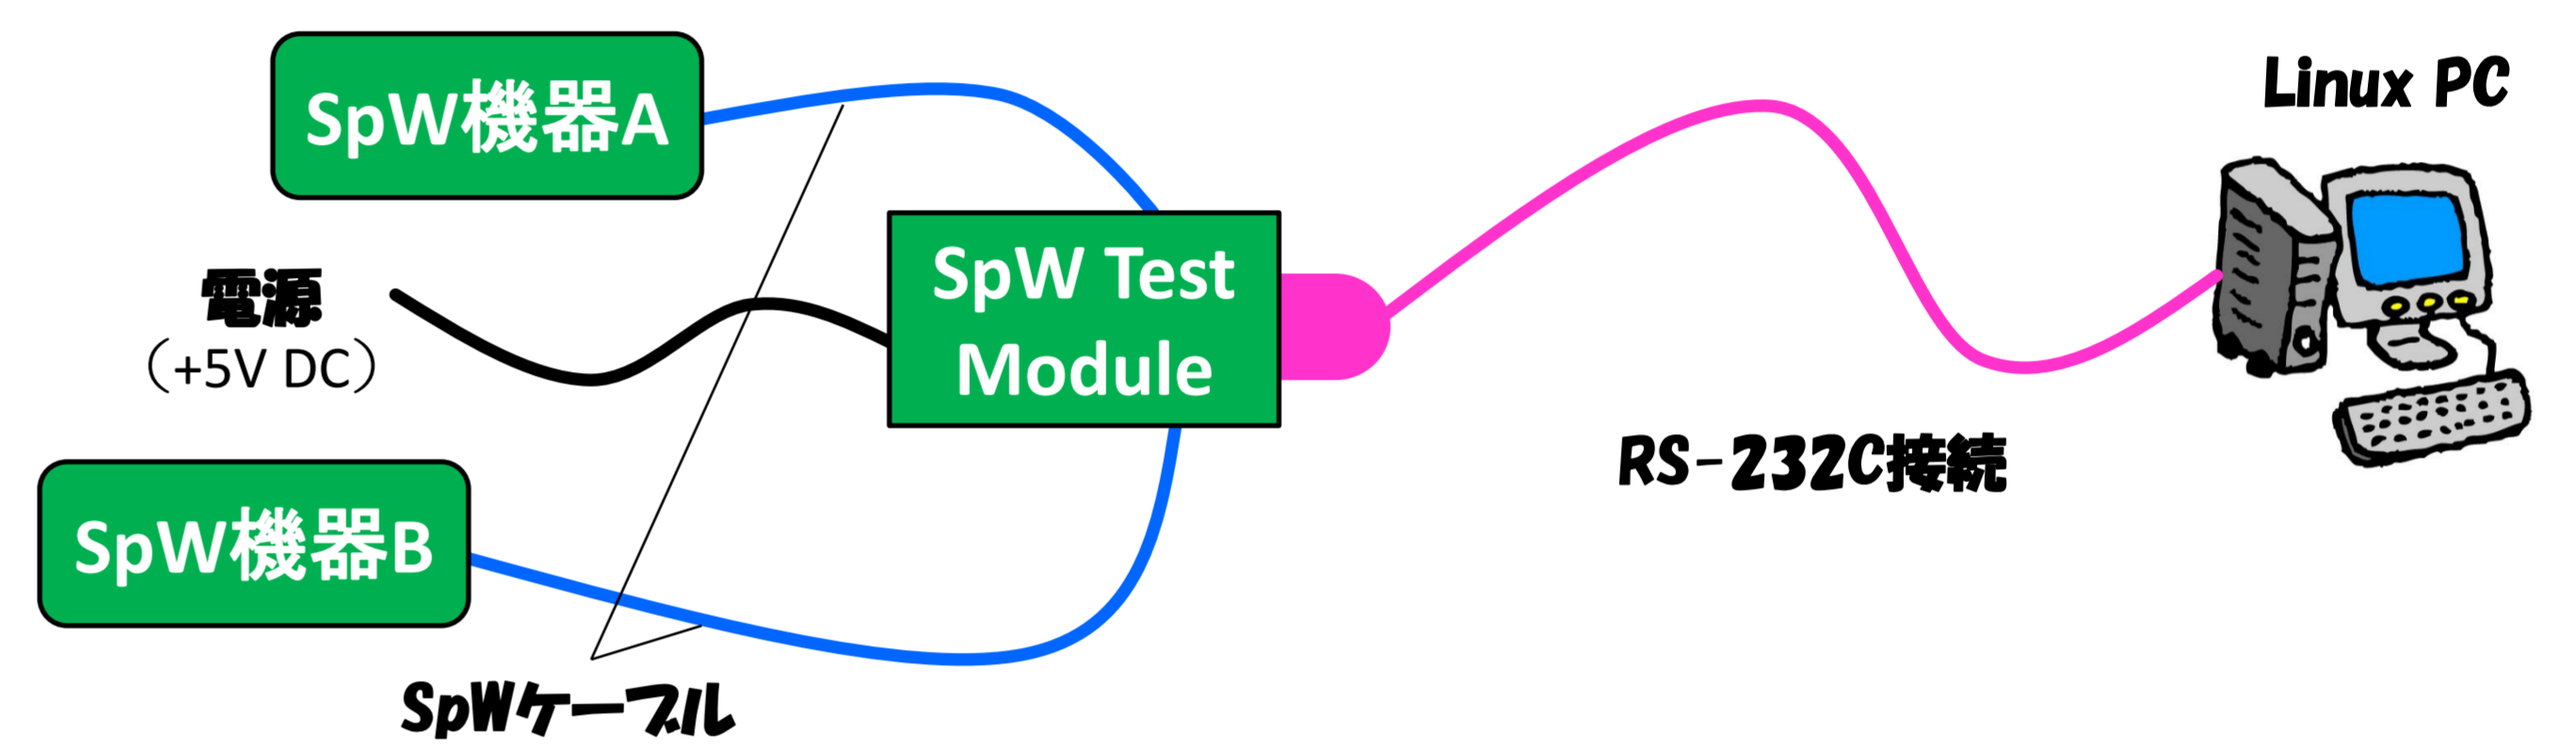 SpW機器A
Linux PC
SpW Test
Module
電源
（+5V DC）
RS-232C接続
SpW機器B
SpWケーブル